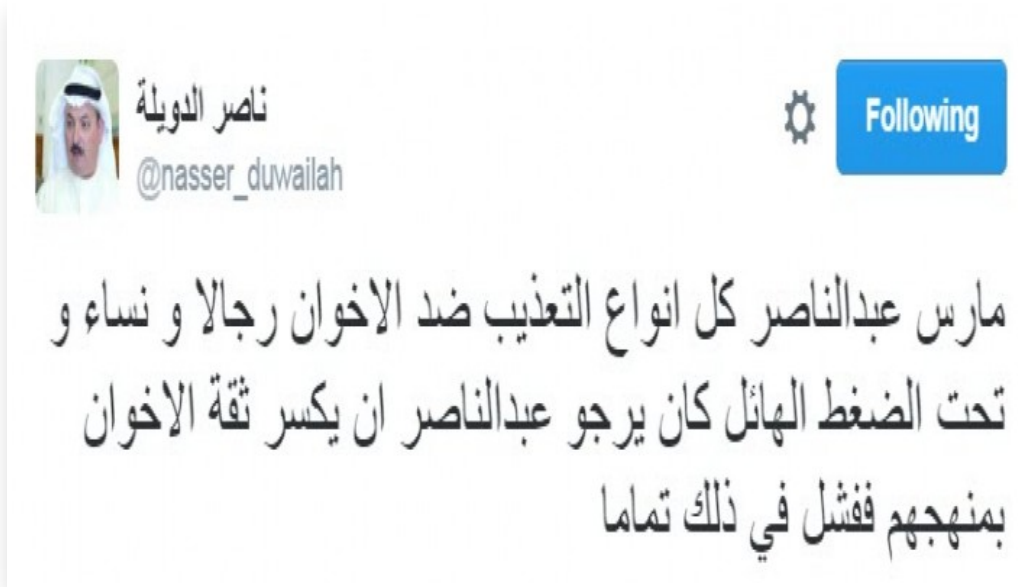 ناصر الدويلة
Following
@nasser_duwailah
مارس عبدالناصر كل انواع التعذيب ضد الاخوان رجالا و نساء و
تحت الضغط الهائل كان يرجو عبدالناصر ان يكسر ثقة الاخوان
بمنهجهم ففشل في ذلك تماما